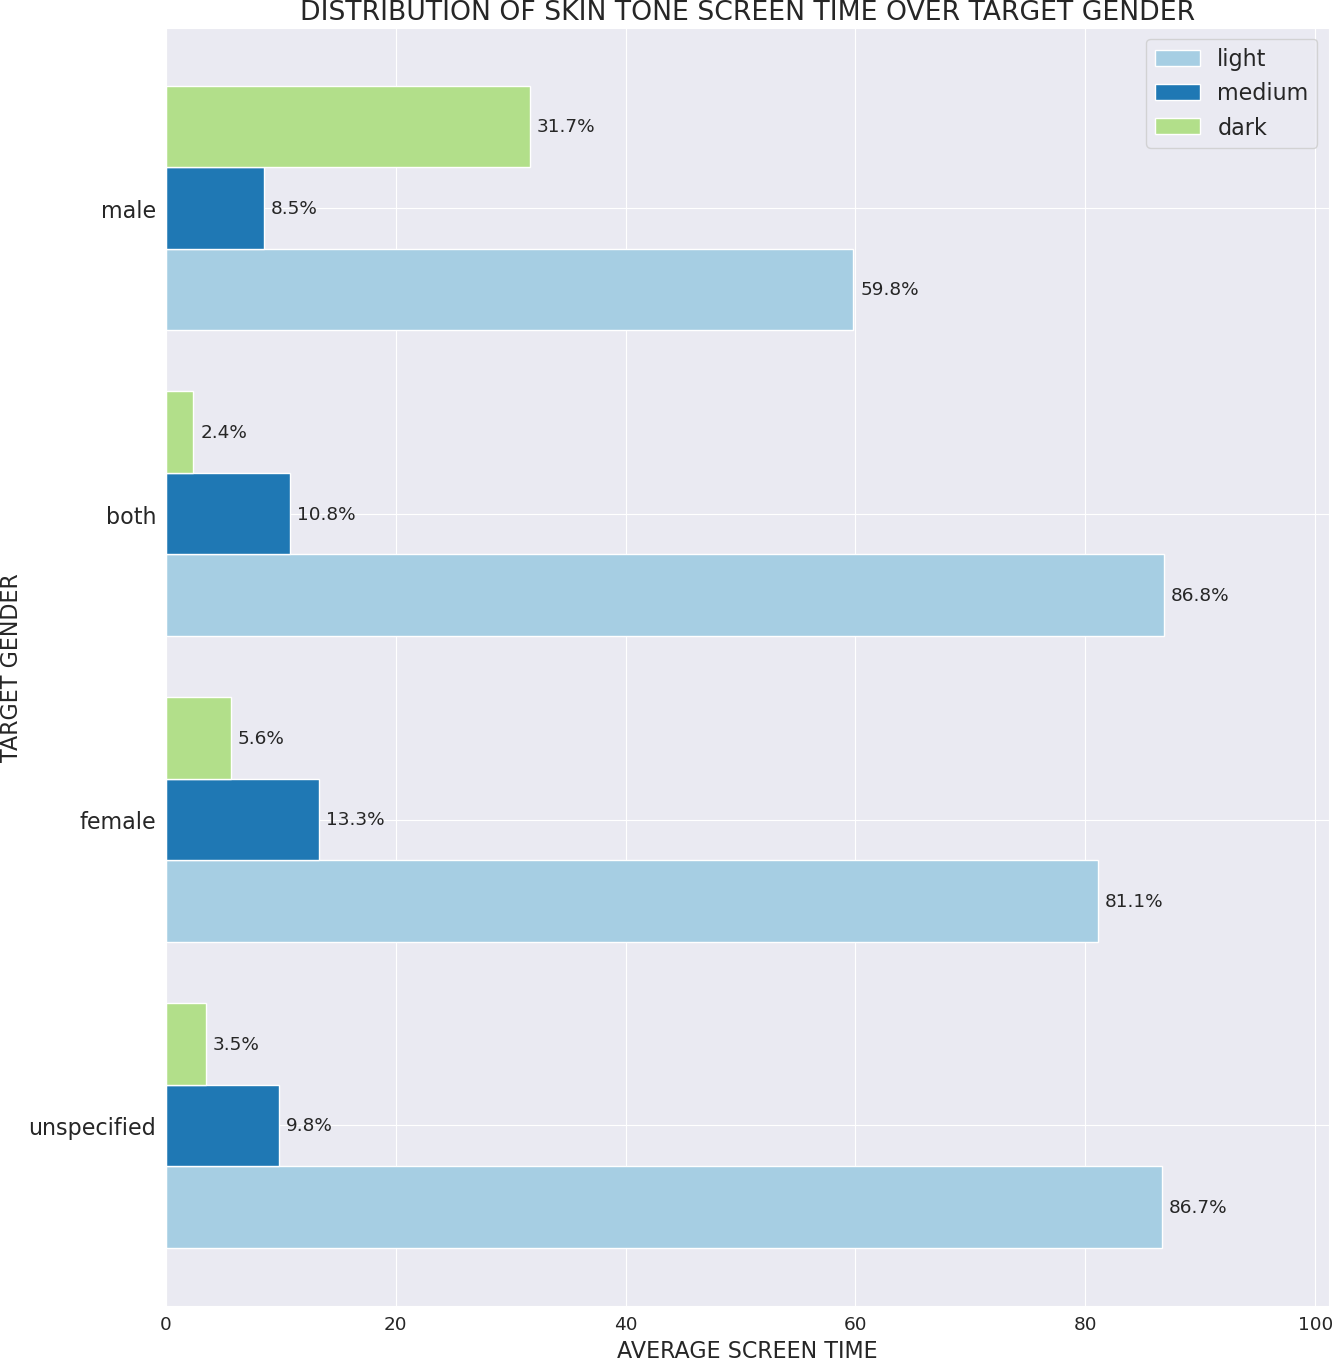 DISTRIBUTION OF SKIN TONE SCREEN TIME OVER TARGET GENDER
light
medium
dark
31.7%
male
8.5%
59.8%
2.4%
both
10.8%
86.8%
TARGET GENDER
5.6%
female
13.3%
81.1%
3.5%
unspecified
9.8%
86.7%
0 20 40 60 80 100
AVERAGE SCREEN TIME